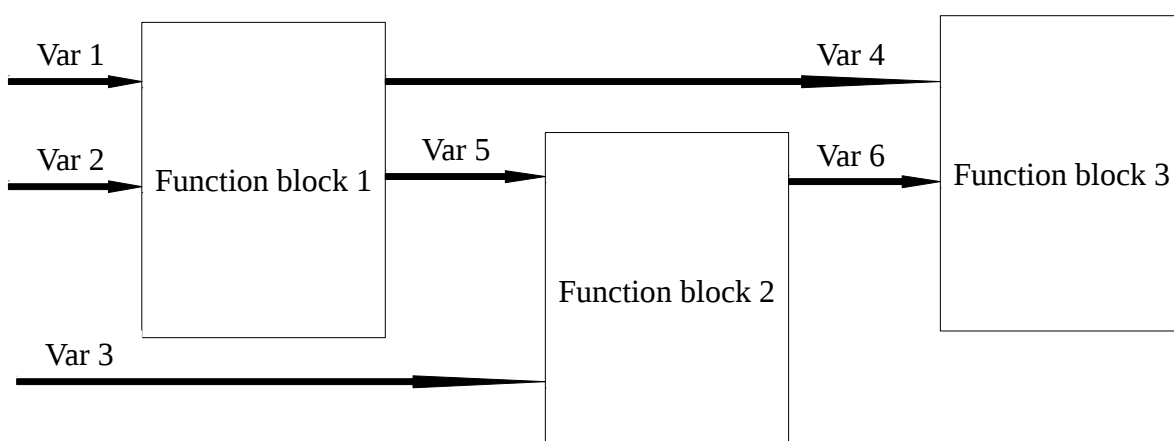 Var 1
Var 4
Var 2
Var 5
Var 6
Function block 1
Function block 3
Function block 2
Var 3